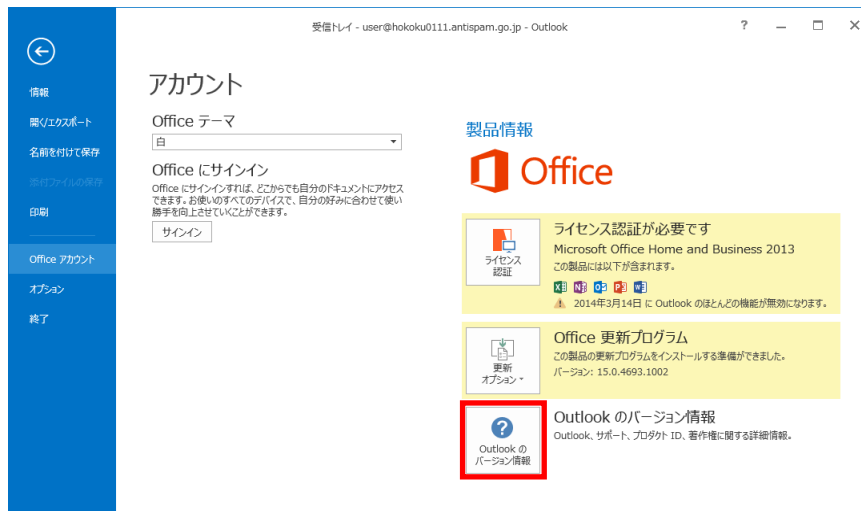 受信トレイ - user@hokoku0111.antispam.go.jp - Outlook
?
情報
開く/エクスポート
名前を付けて保存
添付ファイルの保存
印刷
Office アカウント
オプション
終了
アカウント
Office テーマ
白
Office にサインイン
Office にサインインすれば、どこからでも自分のドキュメントにアクセス
できます。お使いのすべてのデバイスで、自分の好みに合わせて使い
勝手を向上させていくことができます。
サインイン
製品情報
Office
ライセンス
認証
ライセンス認証が必要です
Microsoft Office Home and Business 2013
この製品には以下が含まれます。
2014年3月14日 に Outlook のほとんどの機能が無効になります。
更新
オプション
Office 更新プログラム
この製品の更新プログラムをインストールする準備ができました。
バージョン: 15.0.4693.1002
?
Outlook の
バージョン情報
Outlook のバージョン情報
Outlook、サポート、プロダクト ID、著作権に関する詳細情報。